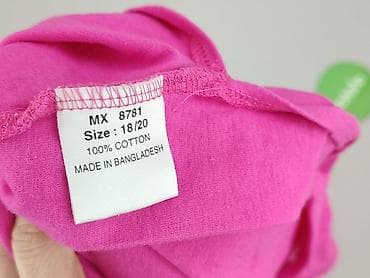 MX 8781
Size : 18/20
100% COTTON
MADE IN BANGLADESH